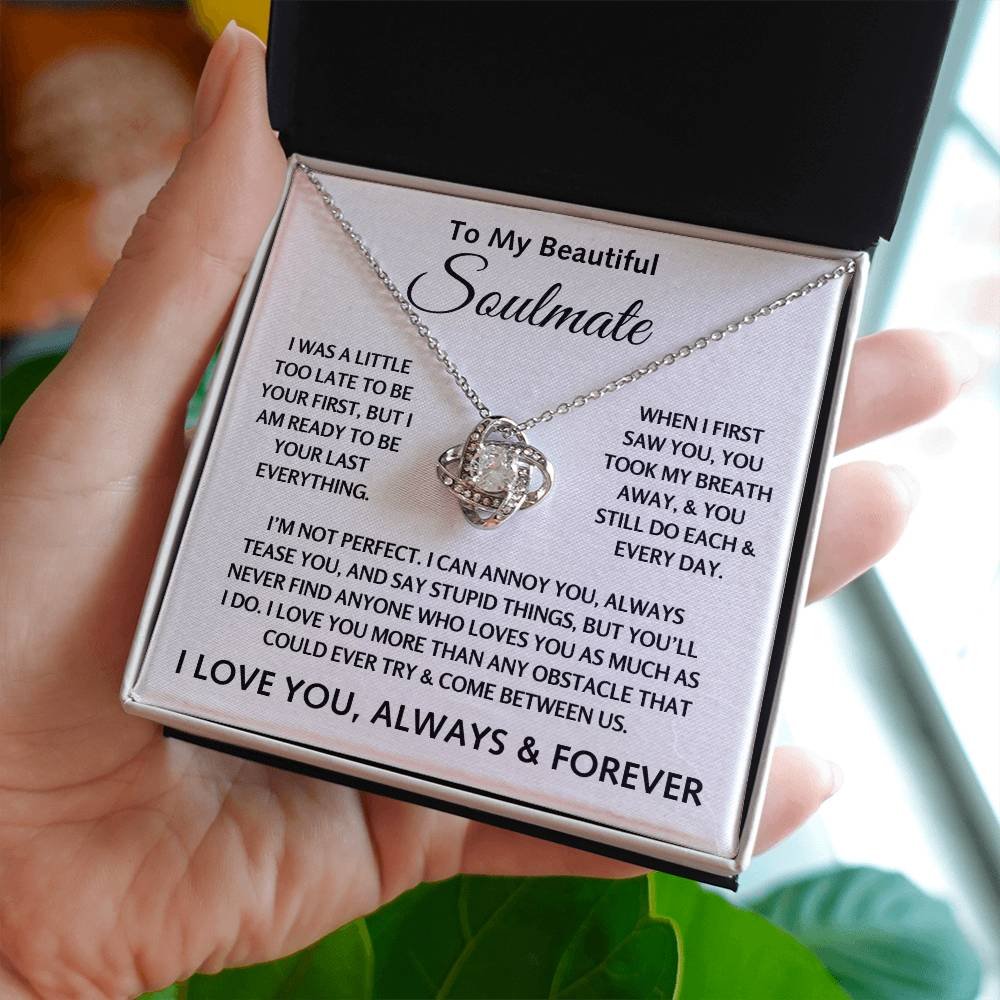 To My Beautiful
Soulmate
I WAS A LITTLE
TOO LATE TO BE
YOUR FIRST, BUT I
AM READY TO BE
YOUR LAST
EVERYTHING.
WHEN I FIRST
SAW YOU, YOU
TOOK MY BREATH
AWAY, & YOU
STILL DO EACH &
EVERY DAY.
I'M NOT PERFECT. I CAN ANNOY YOU, ALWAYS
TEASE YOU, AND SAY STUPID THINGS, BUT YOU'LL
NEVER FIND ANYONE WHO LOVES YOU AS MUCH AS
I DO. I LOVE YOU MORE THAN ANY OBSTACLE THAT
COULD EVER TRY & COME BETWEEN US.
I LOVE YOU, ALWAYS & FOREVER